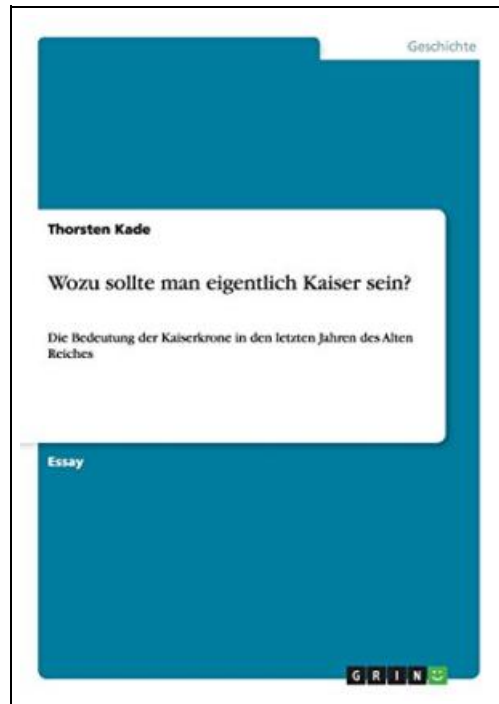 Geschichte
Thorsten Kade
Wozu sollte man eigentlich Kaiser sein?
Die Bedeutung der Kaiserkrone in den letzten Jahren des Alten
Reiches
Essay
GRIN